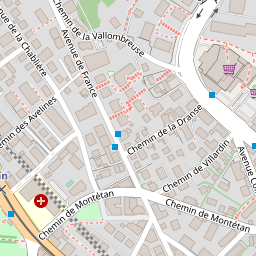 Chemin de la Vallombreuse
de la Chablière
Avenue de France
Chemin des Avelines
Chemin de la Dranse
Chemin de Villardin
Avenue
Chemin de Montétan
Chemin de Montétan